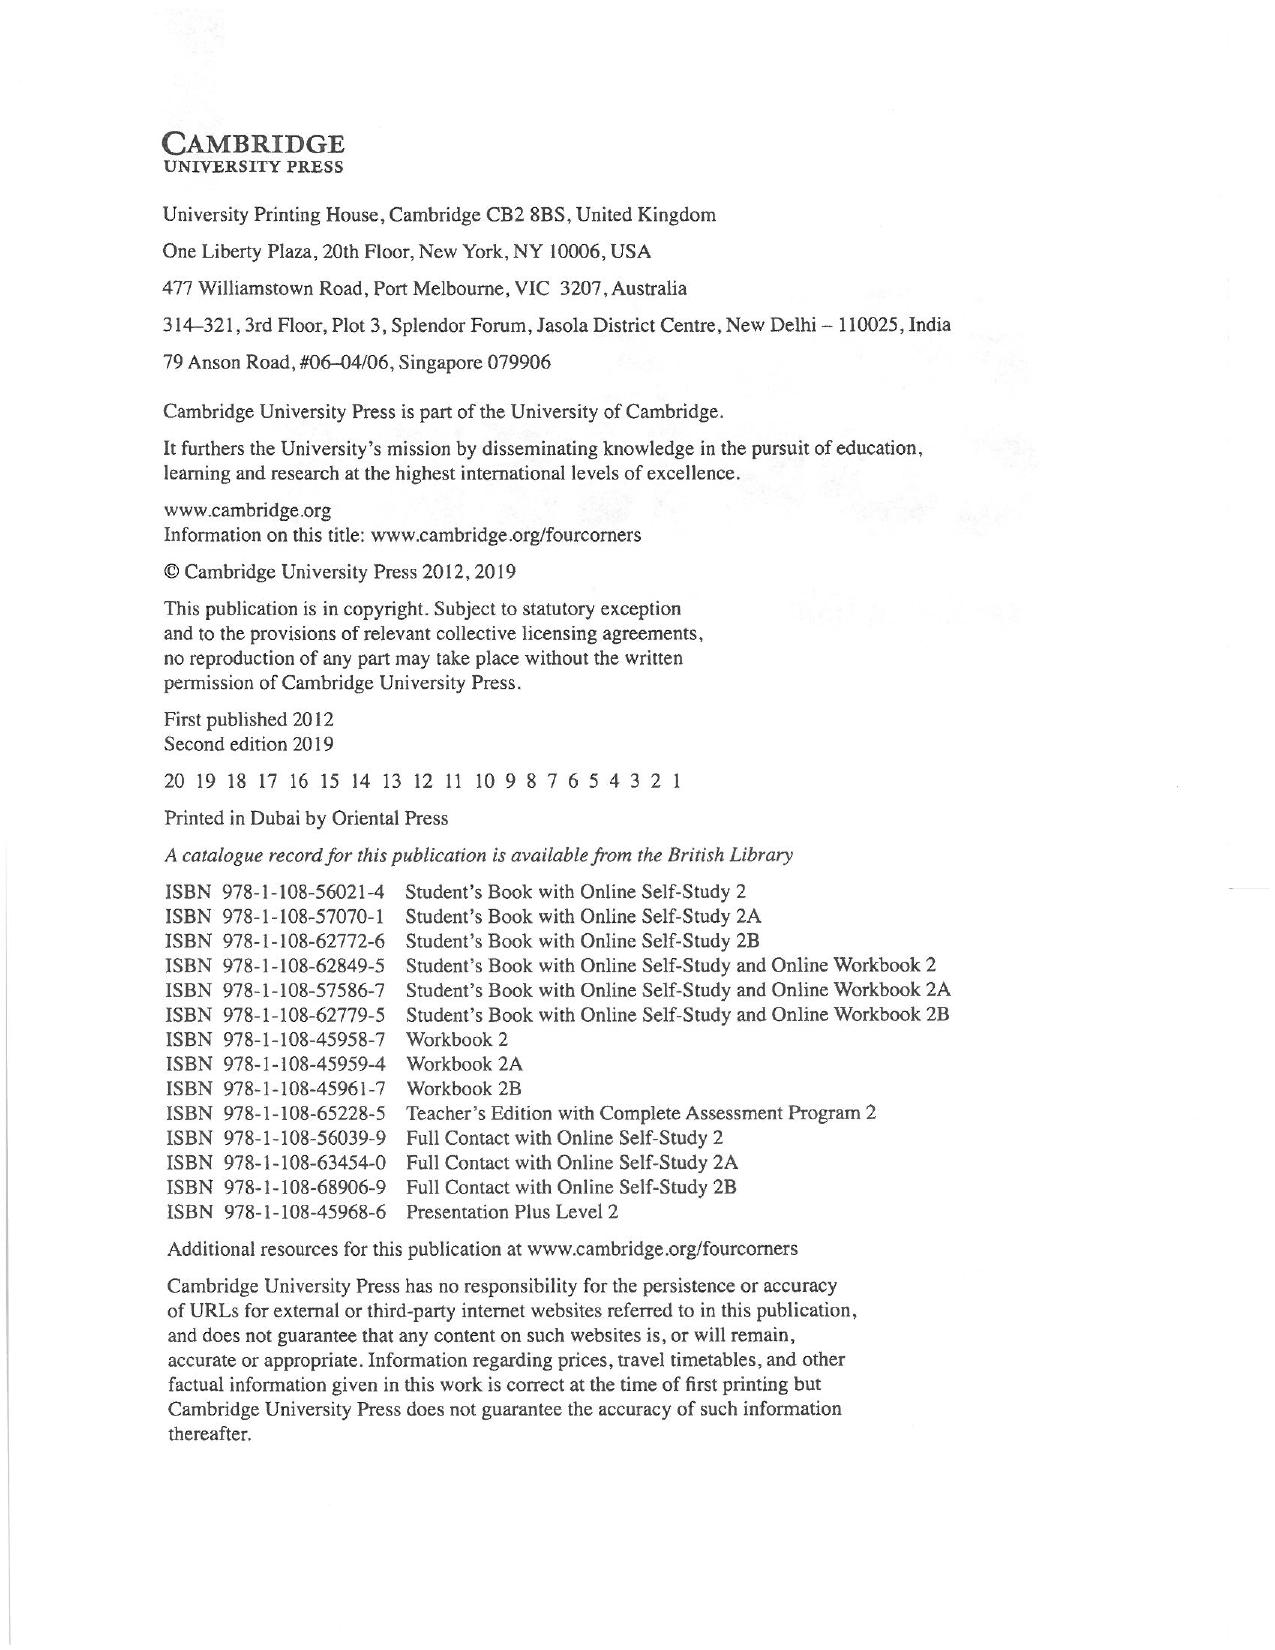 CAMBRIDGE
UNIVERSITY PRESS
University Printing House, Cambridge CB2 8BS, United Kingdom
One Liberty Plaza, 20th Floor, New York, NY 10006, USA
477 Williamstown Road, Port Melbourne, VIC 3207, Australia
314–321, 3rd Floor, Plot 3, Splendor Forum, Jasola District Centre, New Delhi – 110025, India
79 Anson Road, #06–04/06, Singapore 079906
Cambridge University Press is part of the University of Cambridge.
It furthers the University's mission by disseminating knowledge in the pursuit of education,
learning and research at the highest international levels of excellence.
www.cambridge.org
Information on this title: www.cambridge.org/fourcorners
© Cambridge University Press 2012, 2019
This publication is in copyright. Subject to statutory exception
and to the provisions of relevant collective licensing agreements,
no reproduction of any part may take place without the written
permission of Cambridge University Press.
First published 2012
Second edition 2019
20 19 18 17 16 15 14 13 12 11 10 9 8 7 6 5 4 3 2 1
Printed in Dubai by Oriental Press
A catalogue record for this publication is available from the British Library
ISBN 978-1-108-56021-4 Student's Book with Online Self-Study 2
ISBN 978-1-108-57070-1 Student's Book with Online Self-Study 2A
ISBN 978-1-108-62772-6 Student's Book with Online Self-Study 2B
ISBN 978-1-108-62849-5 Student's Book with Online Self-Study and Online Workbook 2
ISBN 978-1-108-57586-7 Student's Book with Online Self-Study and Online Workbook 2A
ISBN 978-1-108-62779-5 Student's Book with Online Self-Study and Online Workbook 2B
ISBN 978-1-108-45958-7 Workbook 2
ISBN 978-1-108-45959-4 Workbook 2A
ISBN 978-1-108-45961-7 Workbook 2B
ISBN 978-1-108-65228-5 Teacher's Edition with Complete Assessment Program 2
ISBN 978-1-108-56039-9 Full Contact with Online Self-Study 2
ISBN 978-1-108-63454-0 Full Contact with Online Self-Study 2A
ISBN 978-1-108-68906-9 Full Contact with Online Self-Study 2B
ISBN 978-1-108-45968-6 Presentation Plus Level 2
Additional resources for this publication at www.cambridge.org/fourcorners
Cambridge University Press has no responsibility for the persistence or accuracy
of URLs for external or third-party internet websites referred to in this publication,
and does not guarantee that any content on such websites is, or will remain,
accurate or appropriate. Information regarding prices, travel timetables, and other
factual information given in this work is correct at the time of first printing but
Cambridge University Press does not guarantee the accuracy of such information
thereafter.